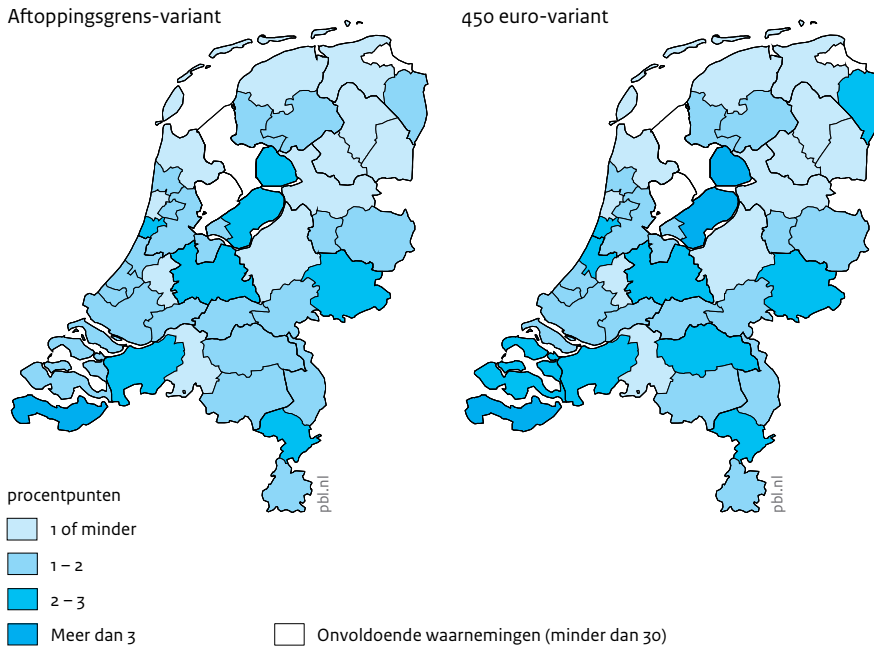 Aftoppingsgrens-variant
450 euro-variant
pbl.nl
pbl.nl
procentpunten
1 of minder
1 – 2
2 – 3
Meer dan 3
Onvoldoende waarnemingen (minder dan 30)